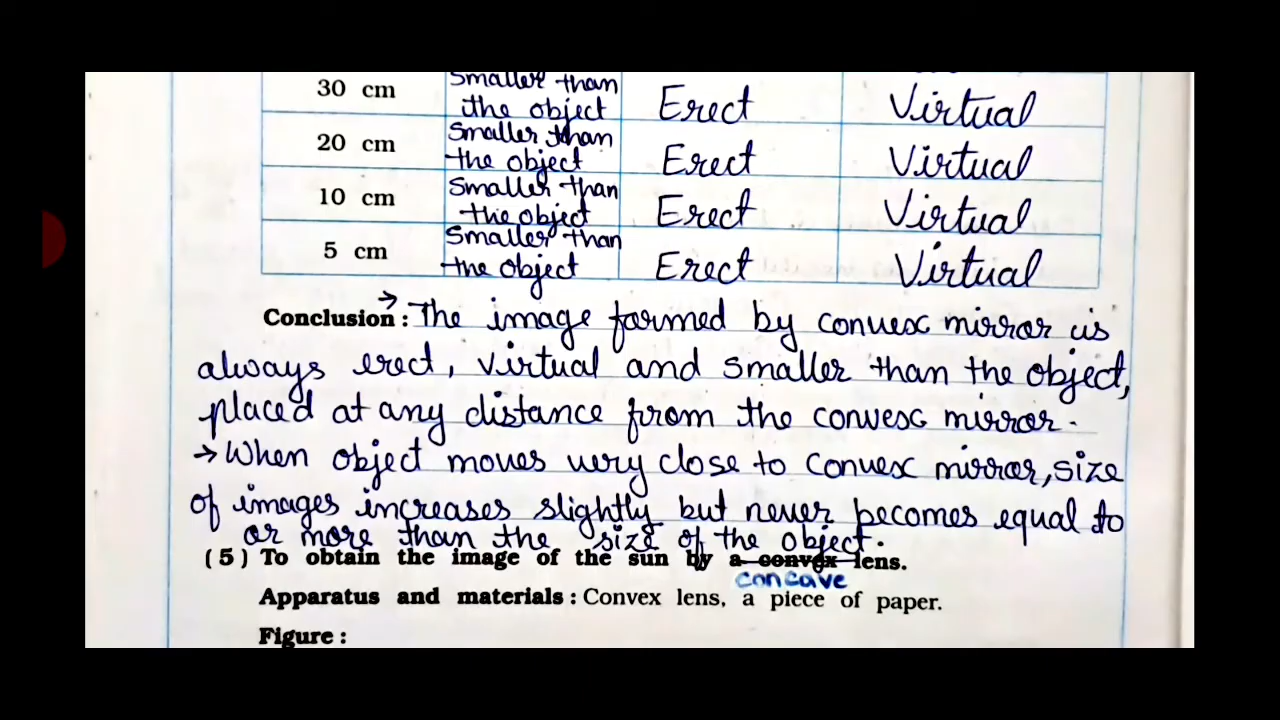 30 cm Smaller than the object Erect Virtual
20 cm Smaller than the object Erect Virtual
10 cm Smaller than the object Erect Virtual
5 cm Smaller than the object Erect Virtual
Conclusion : → The image formed by convex mirror is
always erect, virtual and smaller than the object,
placed at any distance from the convex mirror.
→ When object moves very close to convex mirror, size
of images increases slightly but never becomes equal to
or more than the size of the object.
(5) To obtain the image of the sun by a convex lens.
concave
Apparatus and materials : Convex lens, a piece of paper.
Figure :